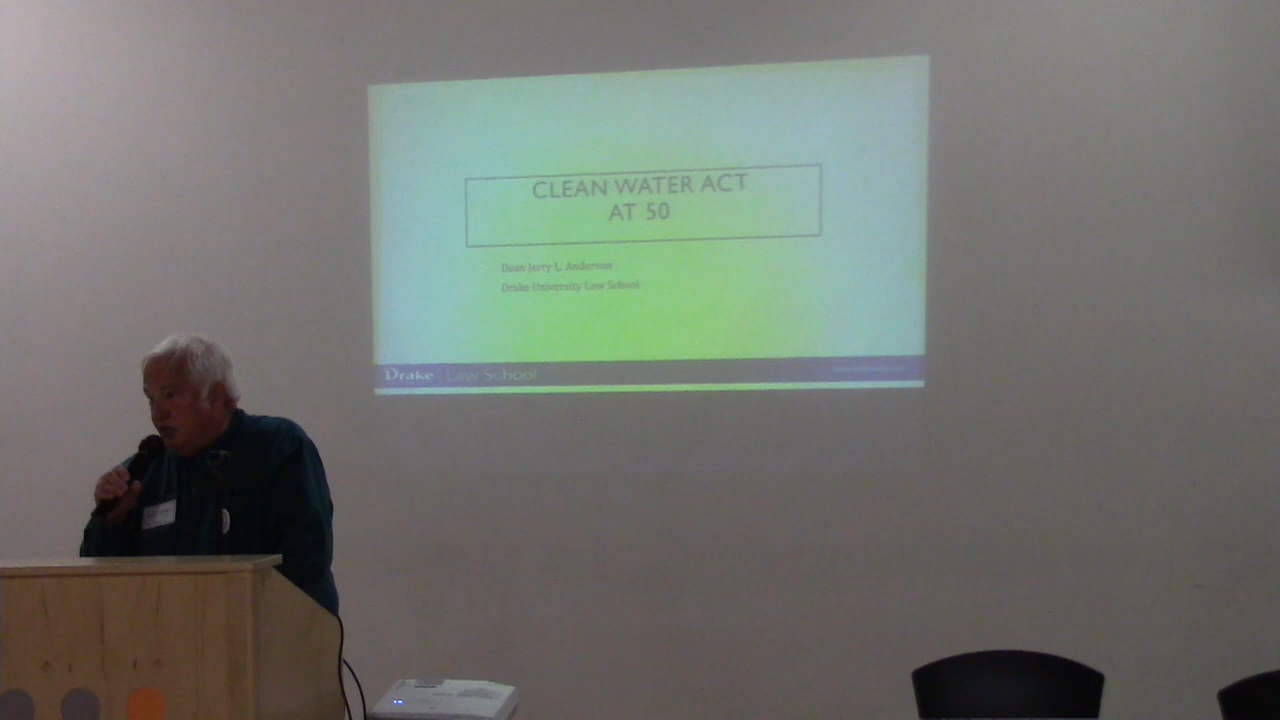 CLEAN WATER ACT
AT 50
Dean Jerry L. Anderson
Drake University Law School
Drake Law School